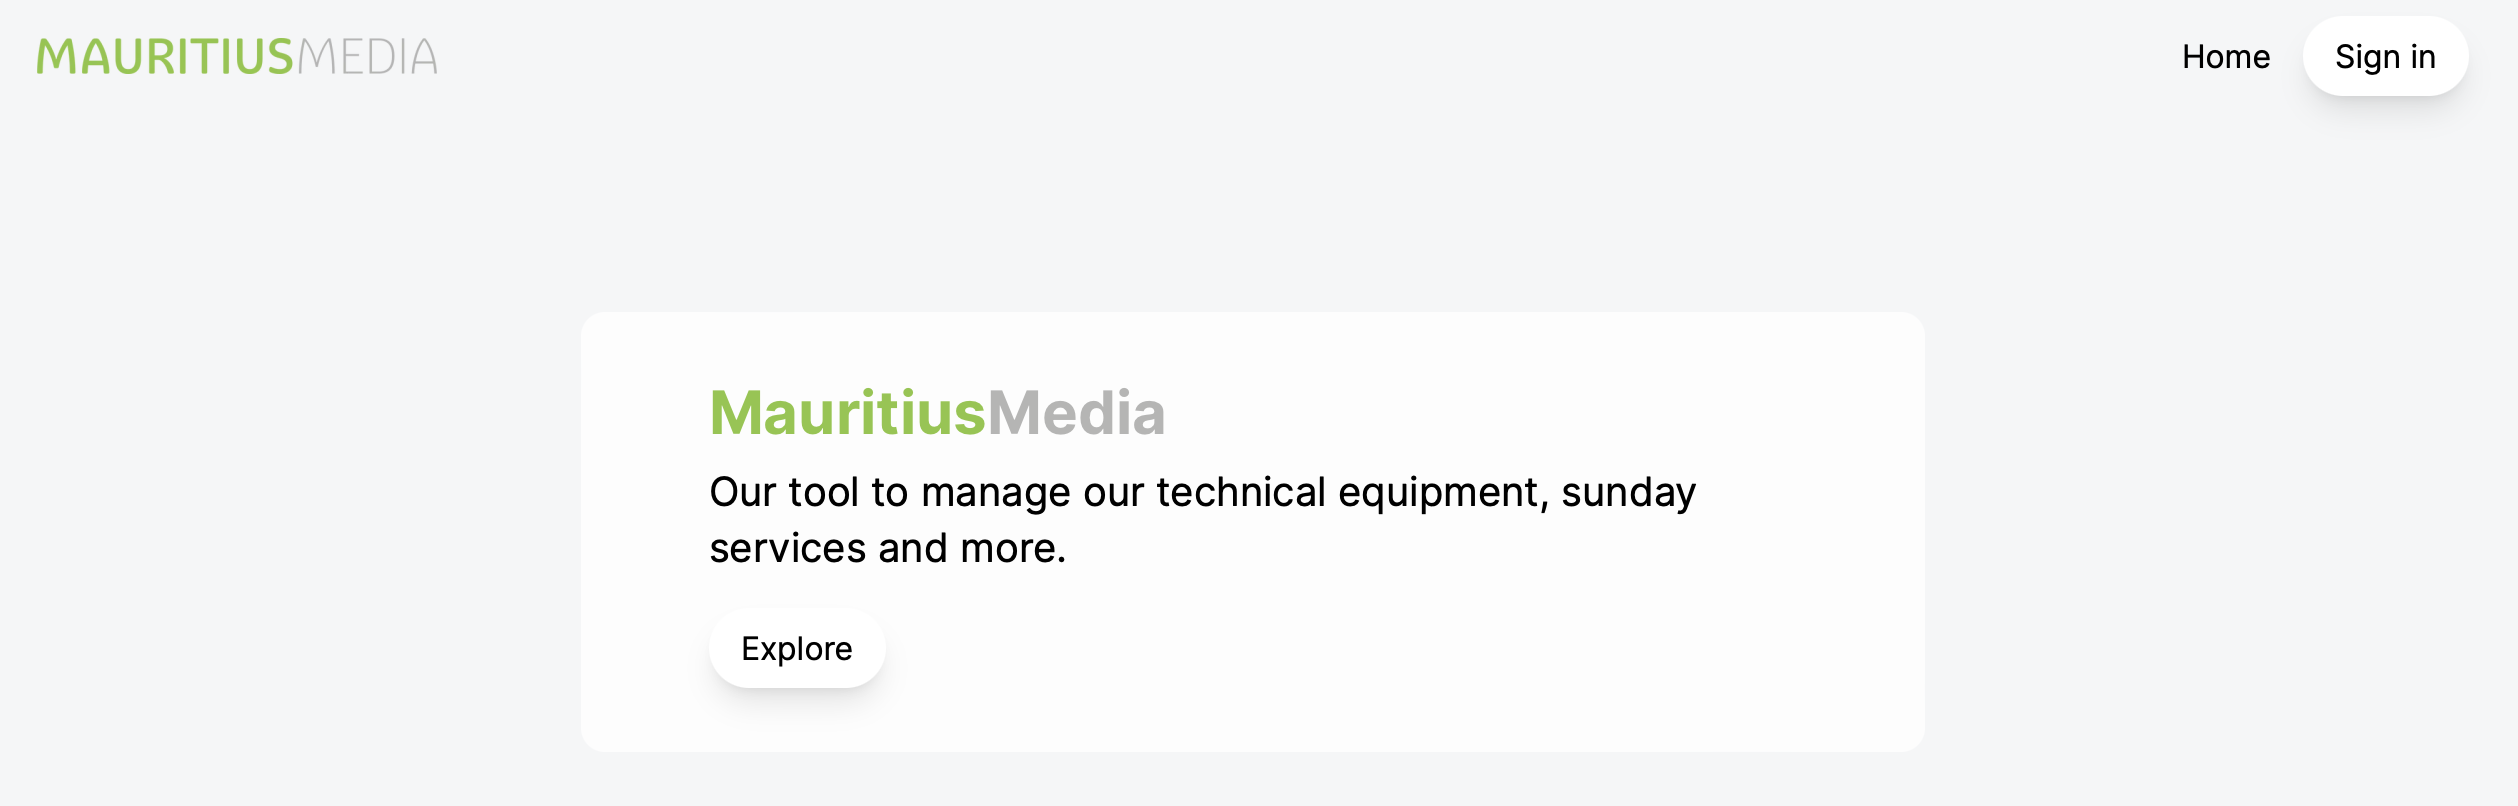 MAURITIUSMEDIA
Home
Sign in
MauritiusMedia
Our tool to manage our technical equipment, sunday
services and more.
Explore